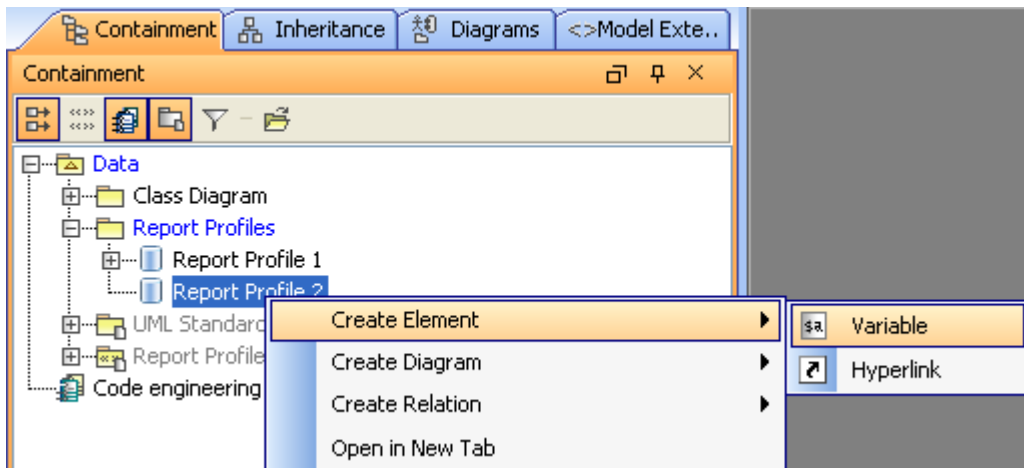 Containment Inheritance Diagrams <>Model Exte..
Containment
Data
Class Diagram
Report Profiles
Report Profile 1
Report Profile 2
UML Standard
Report Profile
Code engineering
Create Element
Create Diagram
Create Relation
Open in New Tab
$a Variable
Hyperlink